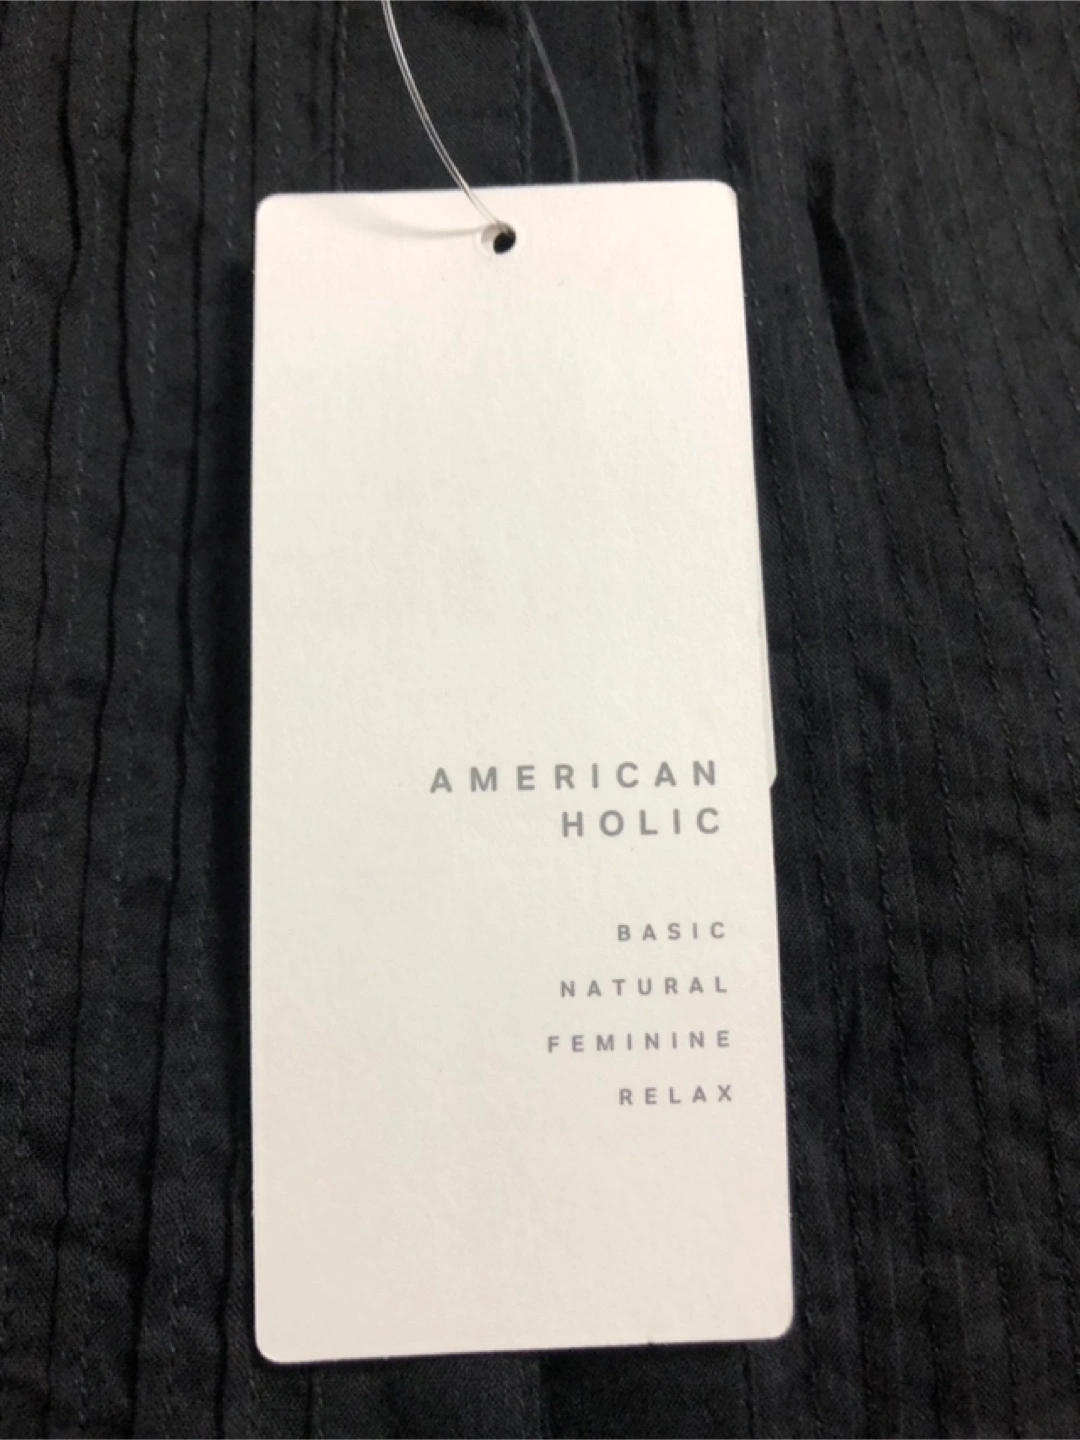 AMERICAN
HOLIC
BASIC
NATURAL
FEMININE
RELAX